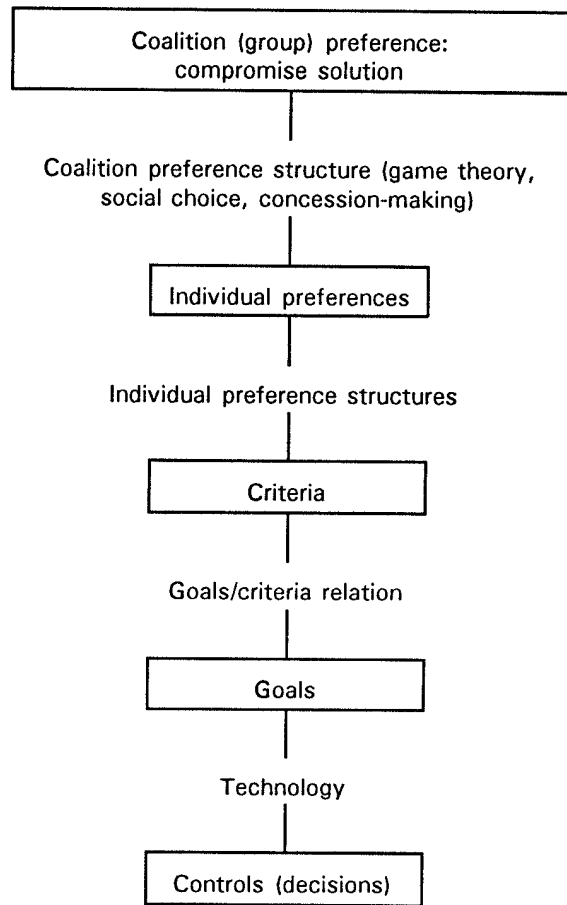 Coalition (group) preference:
compromise solution
Coalition preference structure (game theory,
social choice, concession-making)
Individual preferences
Individual preference structures
Criteria
Goals/criteria relation
Goals
Technology
Controls (decisions)